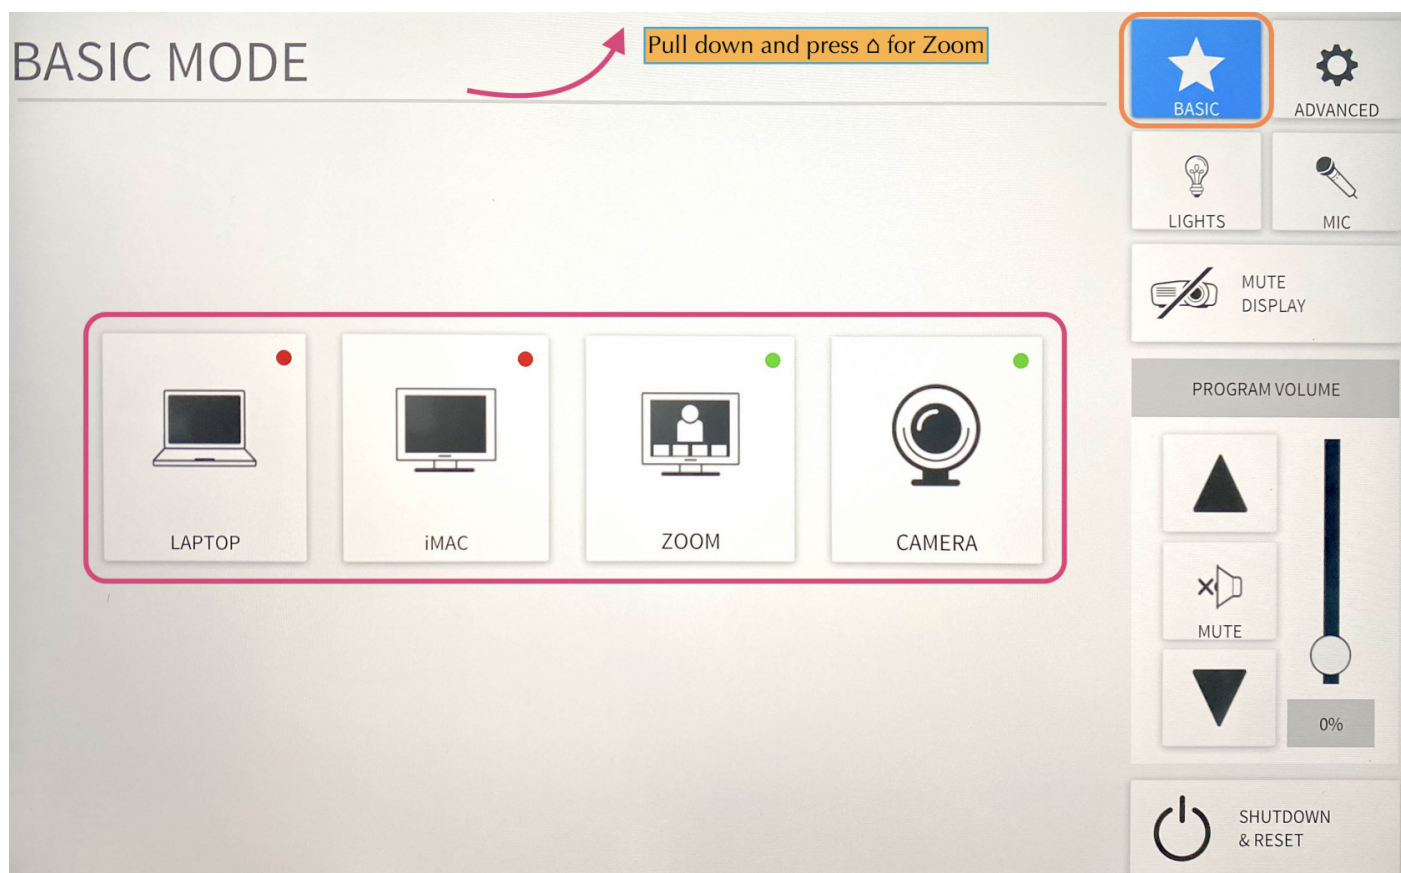 BASIC MODE
Pull down and press ⌂ for Zoom
BASIC
ADVANCED
LIGHTS
MIC
MUTE
DISPLAY
LAPTOP
iMAC
ZOOM
CAMERA
PROGRAM VOLUME
MUTE
0%
SHUTDOWN
& RESET